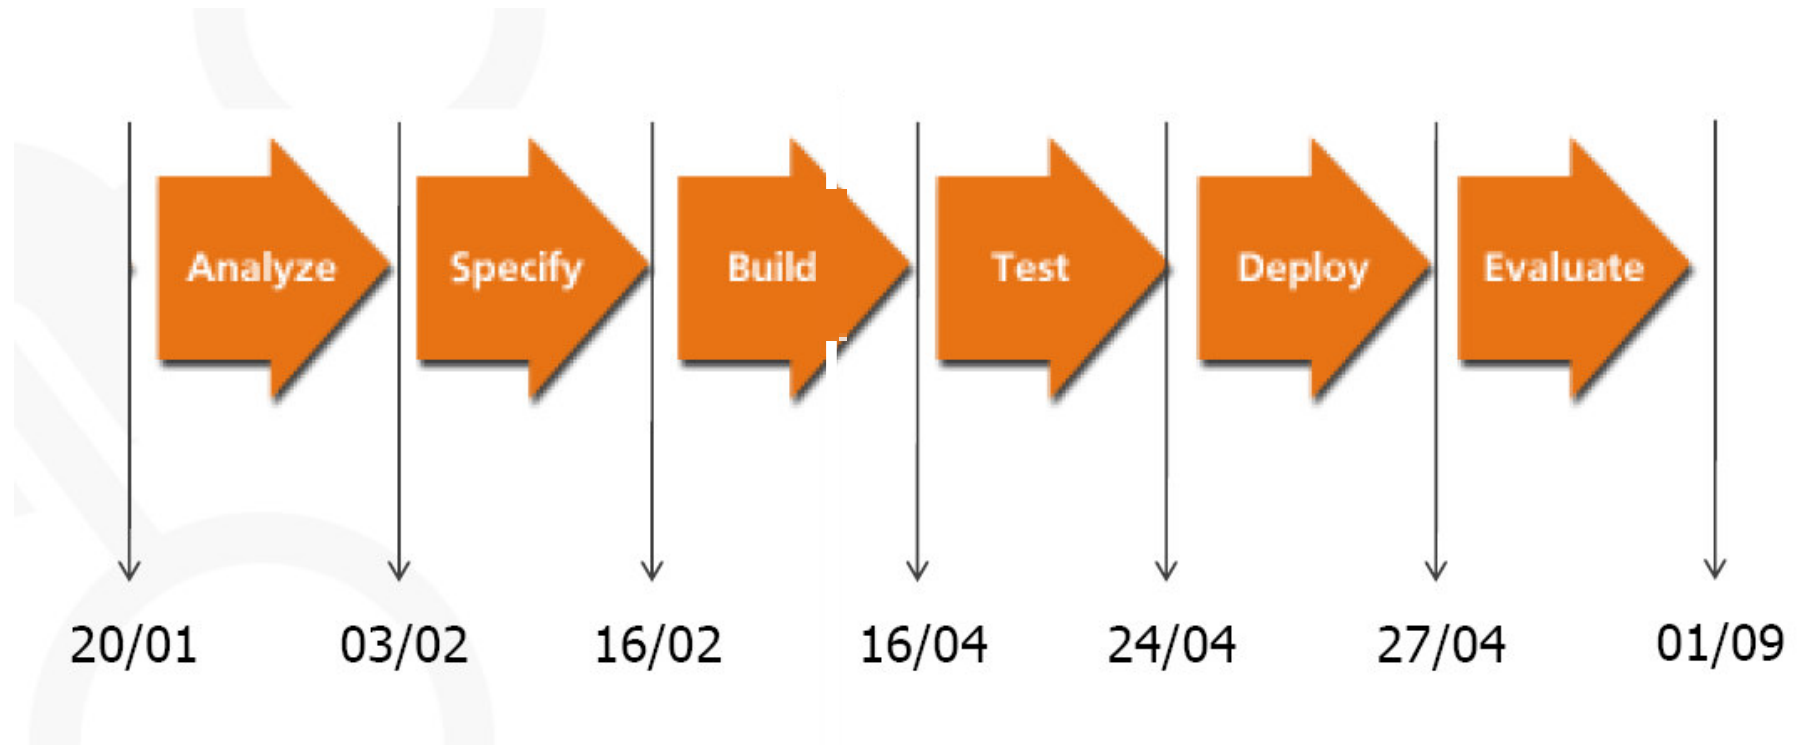 Analyze Specify Build Test Deploy Evaluate
20/01 03/02 16/02 16/04 24/04 27/04 01/09